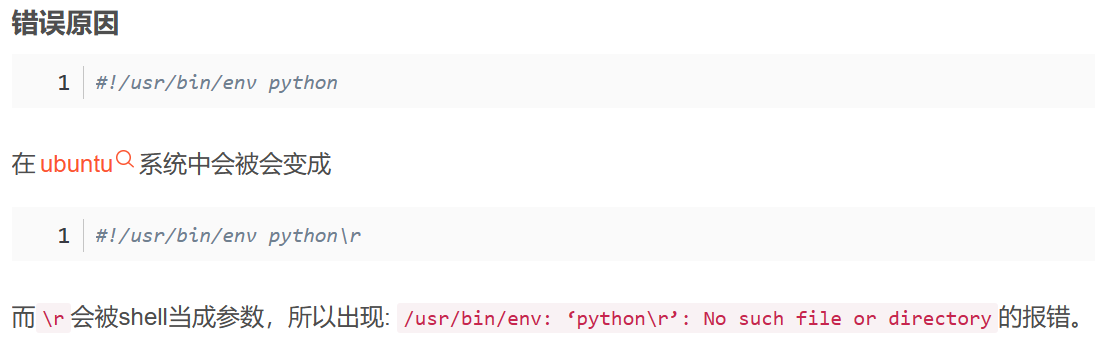 错误原因
1 #!/usr/bin/env python
在 ubuntu 系统中会被会变成
1 #!/usr/bin/env python\r
而 \r 会被shell当成参数，所以出现: /usr/bin/env: ‘python\r’: No such file or directory 的报错。